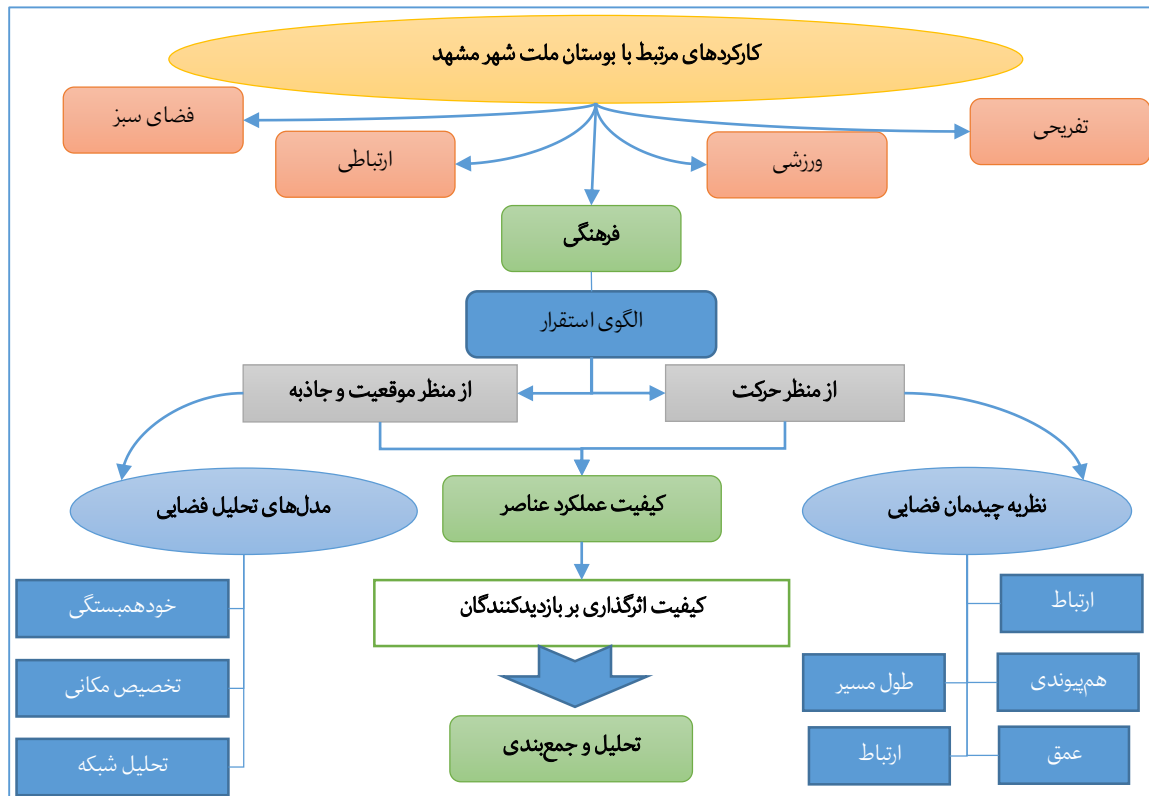 کارکردهای مرتبط با بوستان ملت شهر مشهد
تفریحی
ورزشی
ارتباطی
فضای سبز
فرهنگی
الگوی استقرار
از منظر حرکت
از منظر موقعیت و جاذبه
نظریه چیدمان فضایی
کیفیت عملکرد عناصر
مدل‌های تحلیل فضایی
ارتباط
هم‌پیوندی
طول مسیر
عمق
ارتباط
کیفیت اثرگذاری بر بازدیدکنندگان
خودهمبستگی
تخصیص مکانی
تحلیل شبکه
تحلیل و جمع‌بندی